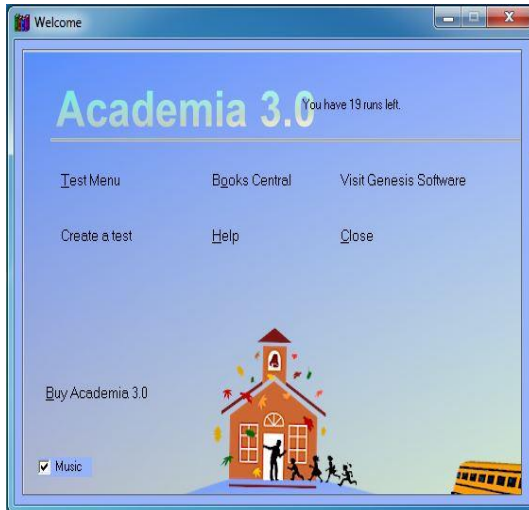 Welcome
Academia 3.0
You have 19 runs left.
Test Menu
Books Central
Visit Genesis Software
Create a test
Help
Close
Buy Academia 3.0
Music